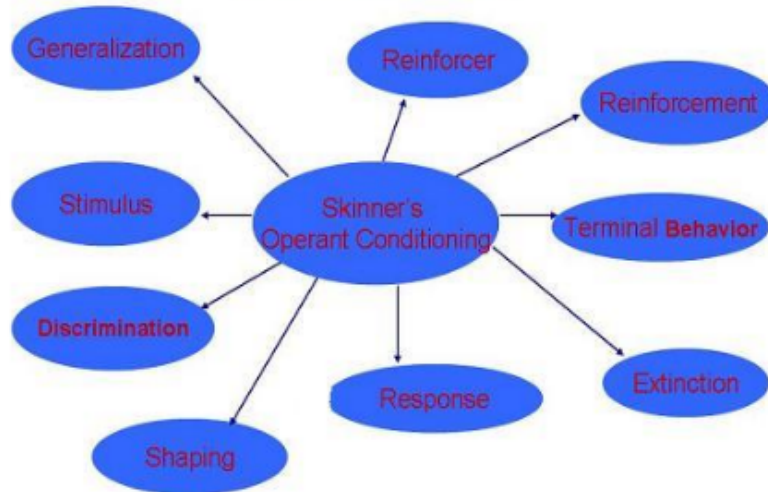 Generalization
Reinforcer
Reinforcement
Stimulus
Skinner's
Operant Conditioning
Terminal Behavior
Discrimination
Response
Extinction
Shaping